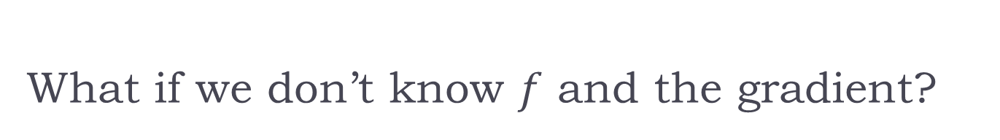 What if we don’t know f and the gradient?